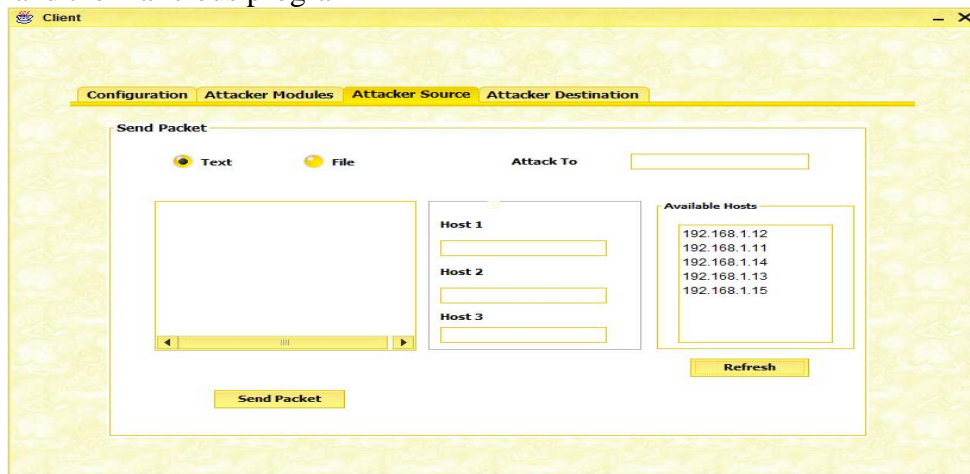 Client
Configuration Attacker Modules Attacker Source Attacker Destination
Send Packet
Text File Attack To
Available Hosts
Host 1
Host 2
Host 3
192.168.1.12
192.168.1.11
192.168.1.14
192.168.1.13
192.168.1.15
Refresh
Send Packet